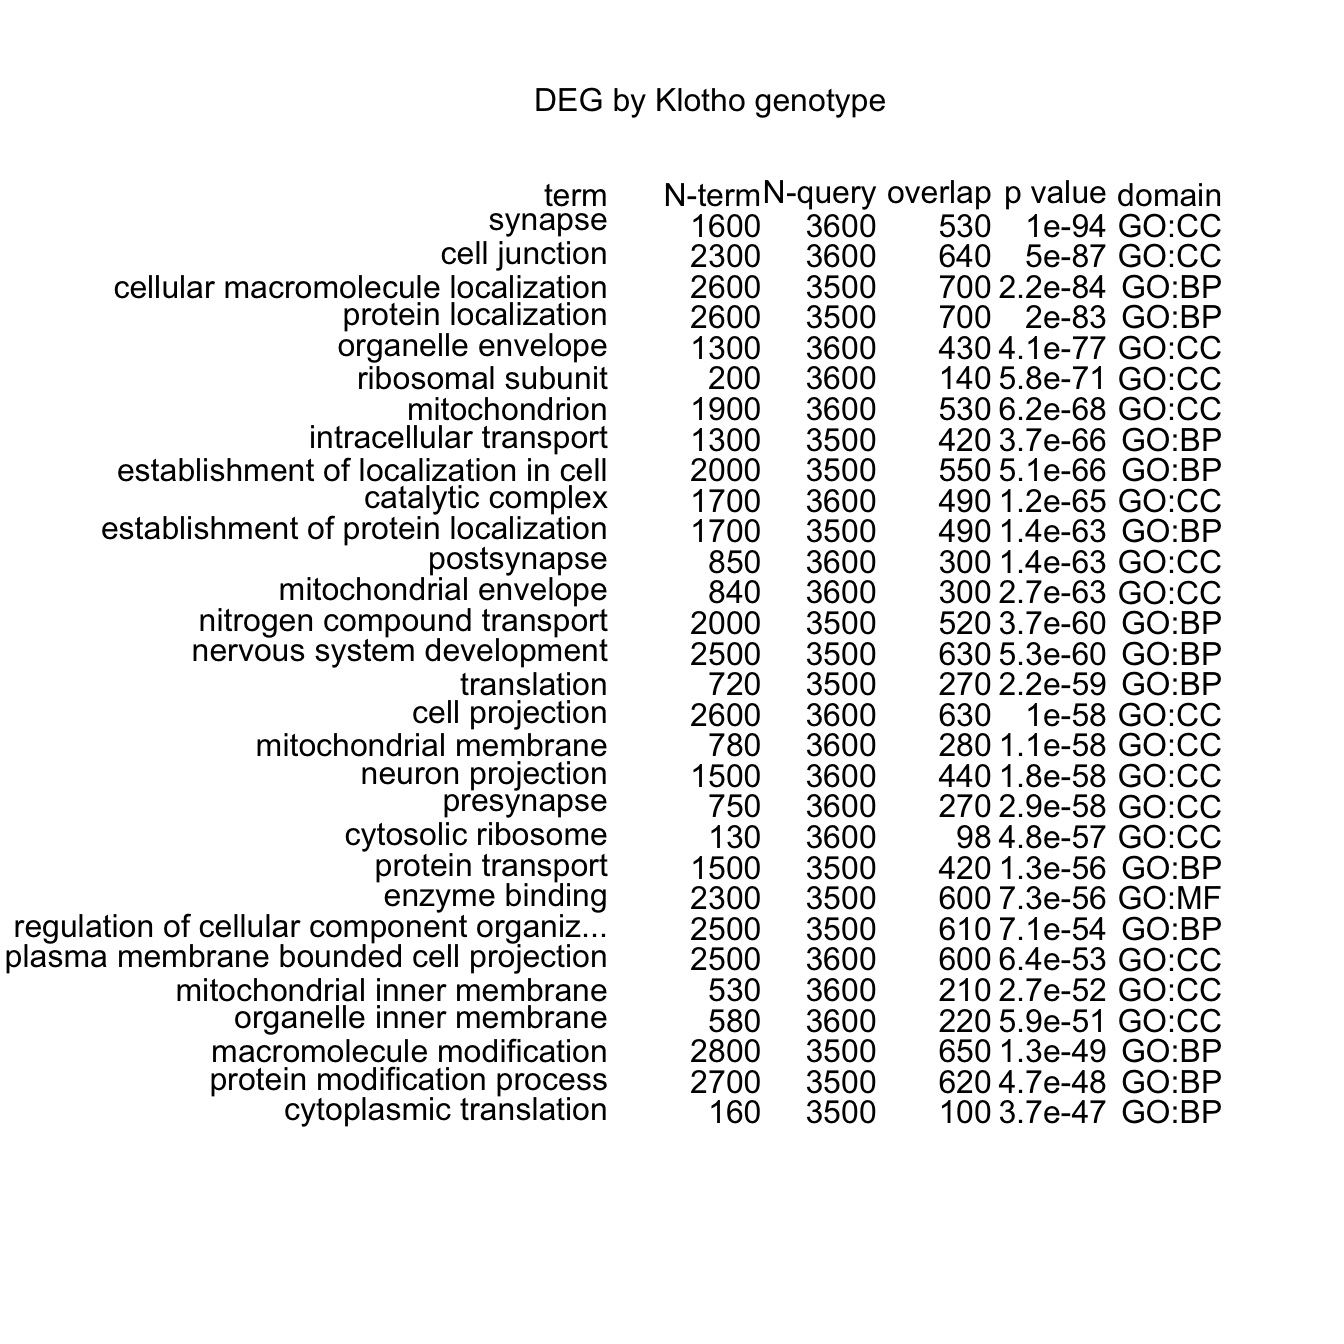 DEG by Klotho genotype
term N-term N-query overlap p value domain
synapse 1600 3600 530 1e-94 GO:CC
cell junction 2300 3600 640 5e-87 GO:CC
cellular macromolecule localization 2600 3500 700 2.2e-84 GO:BP
protein localization 2600 3500 700 2e-83 GO:BP
organelle envelope 1300 3600 430 4.1e-77 GO:CC
ribosomal subunit 200 3600 140 5.8e-71 GO:CC
mitochondrion 1900 3600 530 6.2e-68 GO:CC
intracellular transport 1300 3500 420 3.7e-66 GO:BP
establishment of localization in cell 2000 3500 550 5.1e-66 GO:BP
catalytic complex 1700 3600 490 1.2e-65 GO:CC
establishment of protein localization 1700 3500 490 1.4e-63 GO:BP
postsynapse 850 3600 300 1.4e-63 GO:CC
mitochondrial envelope 840 3600 300 2.7e-63 GO:CC
nitrogen compound transport 2000 3500 520 3.7e-60 GO:BP
nervous system development 2500 3500 630 5.3e-60 GO:BP
translation 720 3500 270 2.2e-59 GO:BP
cell projection 2600 3600 630 1e-58 GO:CC
mitochondrial membrane 780 3600 280 1.1e-58 GO:CC
neuron projection 1500 3600 440 1.8e-58 GO:CC
presynapse 750 3600 270 2.9e-58 GO:CC
cytosolic ribosome 130 3600 98 4.8e-57 GO:CC
protein transport 1500 3500 420 1.3e-56 GO:BP
enzyme binding 2300 3500 600 7.3e-56 GO:MF
regulation of cellular component organiz... 2500 3500 610 7.1e-54 GO:BP
plasma membrane bounded cell projection 2500 3600 600 6.4e-53 GO:CC
mitochondrial inner membrane 530 3600 210 2.7e-52 GO:CC
organelle inner membrane 580 3600 220 5.9e-51 GO:CC
macromolecule modification 2800 3500 650 1.3e-49 GO:BP
protein modification process 2700 3500 620 4.7e-48 GO:BP
cytoplasmic translation 160 3500 100 3.7e-47 GO:BP